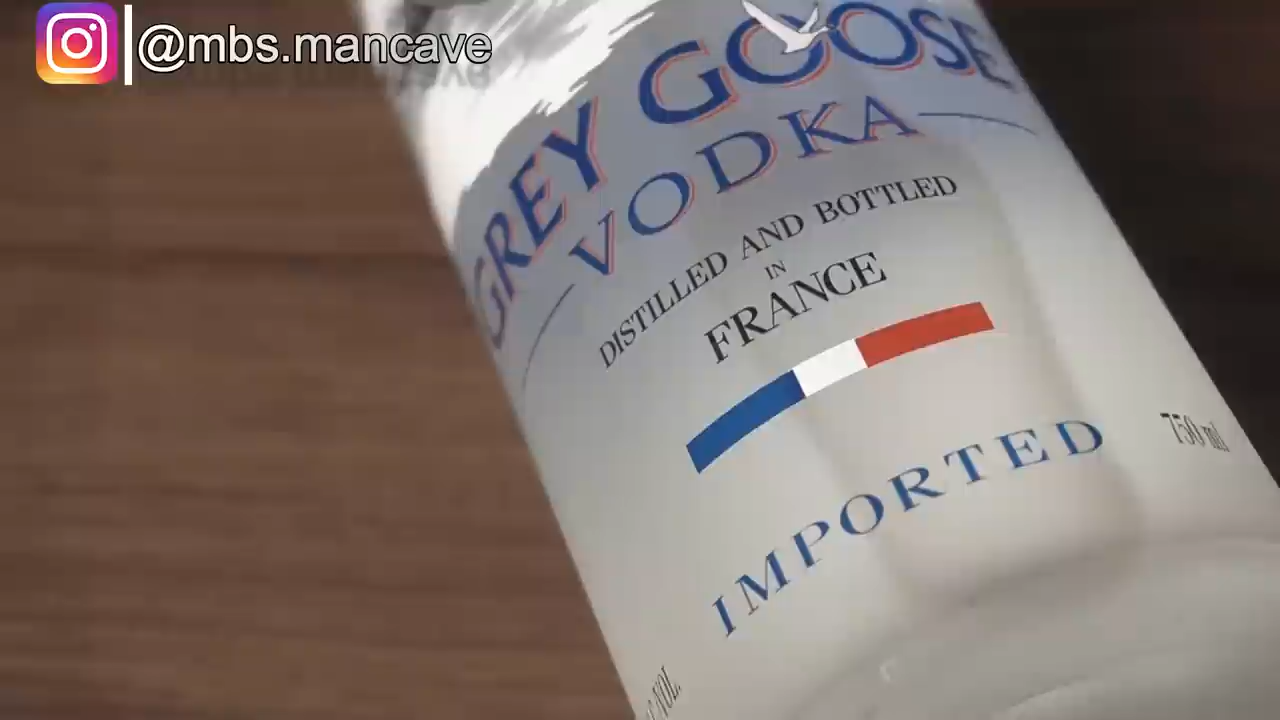 @mbs.mancave
GREY GOOSE
VODKA
DISTILLED AND BOTTLED
IN
FRANCE
IMPORTED
750 ml